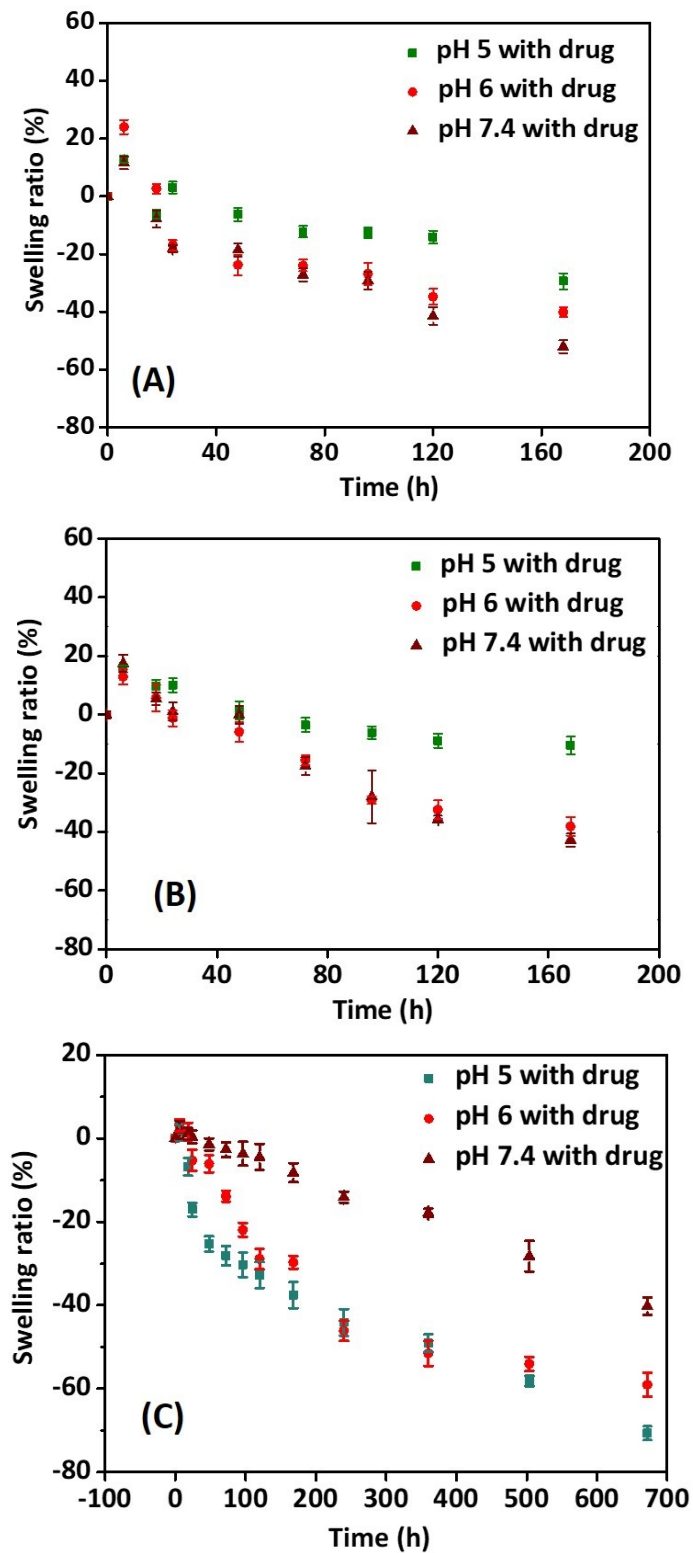 60
pH 5 with drug
40
pH 6 with drug
20
pH 7.4 with drug
0
-20
-40
-60
-80
Swelling ratio (%)
(A)
0 40 80 120 160 200
Time (h)
60
pH 5 with drug
40
pH 6 with drug
20
pH 7.4 with drug
0
-20
-40
-60
-80
Swelling ratio (%)
(B)
0 40 80 120 160 200
Time (h)
20
pH 5 with drug
pH 6 with drug
0
pH 7.4 with drug
-20
-40
-60
-80
Swelling ratio (%)
(C)
-100 0 100 200 300 400 500 600 700
Time (h)